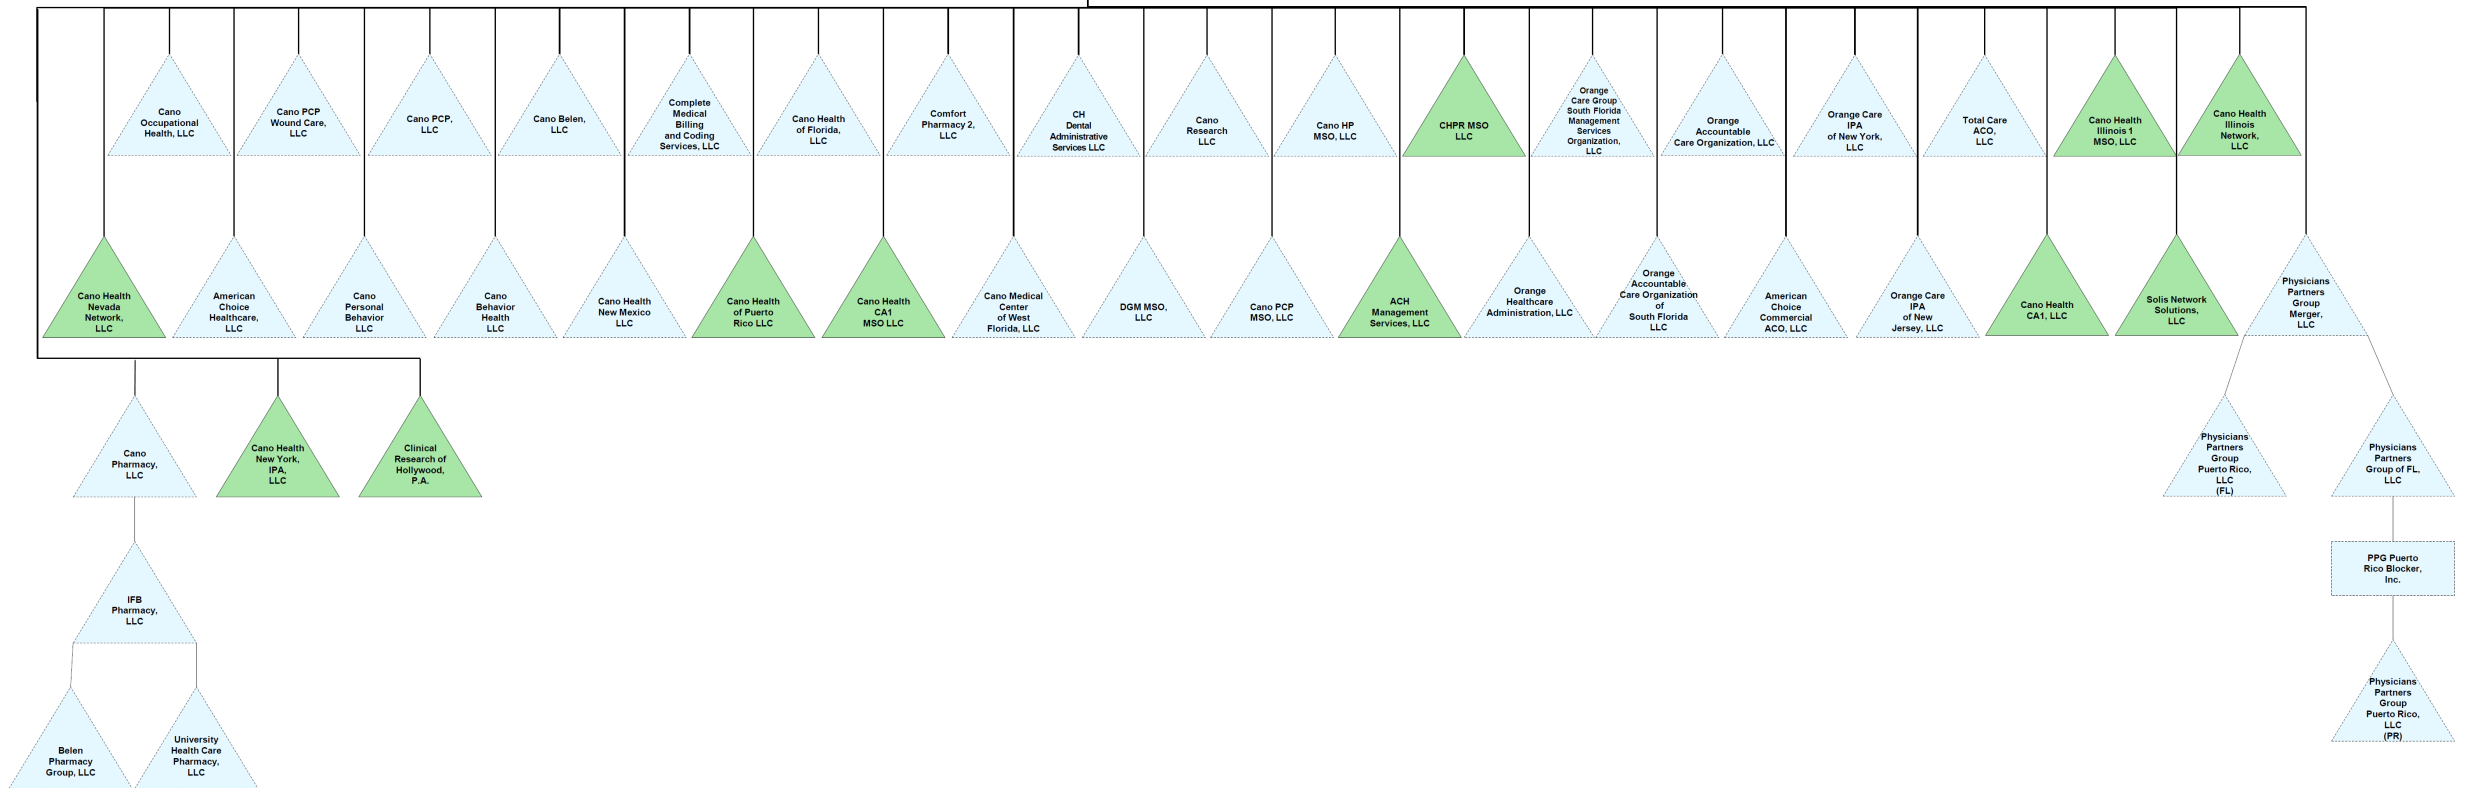 Cano
Occupational
Health, LLC
Cano PCP
Wound Care,
LLC
Cano PCP,
LLC
Cano Belen,
LLC
Complete
Medical
Billing
and Coding
Services, LLC
Cano Health
of Florida,
LLC
Comfort
Pharmacy 2,
LLC
CH
Dental
Administrative
Services LLC
Cano
Research
LLC
Cano HP
MSO, LLC
CHPR MSO
LLC
Orange
Care Group
South Florida
Management
Services
Organization,
LLC
Orange
Accountable
Care Organization, LLC
Orange Care
IPA
of New York,
LLC
Total Care
ACO,
LLC
Cano Health
Illinois 1
MSO, LLC
Cano Health
Illinois
Network,
LLC
Cano Health
Nevada
Network,
LLC
American
Choice
Healthcare,
LLC
Cano
Personal
Behavior
LLC
Cano
Behavior
Health
LLC
Cano Health
New Mexico
LLC
Cano Health
of Puerto
Rico LLC
Cano Health
CA1
MSO LLC
Cano Medical
Center
of West
Florida, LLC
DGM MSO,
LLC
Cano PCP
MSO, LLC
ACH
Management
Services, LLC
Orange
Healthcare
Administration, LLC
Orange
Accountable
Care Organization
of
South Florida
LLC
American
Choice
Commercial
ACO, LLC
Orange Care
IPA
of New
Jersey, LLC
Cano Health
CA1, LLC
Solis Network
Solutions,
LLC
Physicians
Partners
Group
Merger,
LLC
Cano
Pharmacy,
LLC
Cano Health
New York,
IPA,
LLC
Clinical
Research of
Hollywood,
P.A.
Physicians
Partners
Group
Puerto Rico,
LLC
(FL)
Physicians
Partners
Group of FL,
LLC
IFB
Pharmacy,
LLC
PPG Puerto
Rico Blocker,
Inc.
Belen
Pharmacy
Group, LLC
University
Health Care
Pharmacy,
LLC
Physicians
Partners
Group
Puerto Rico,
LLC
(PR)